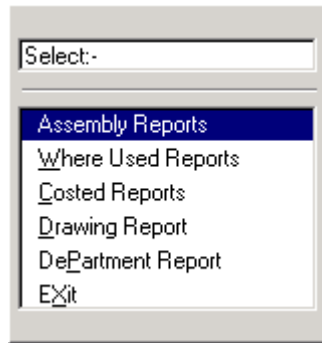 Select:-
Assembly Reports
Where Used Reports
Costed Reports
Drawing Report
DePartment Report
EXit